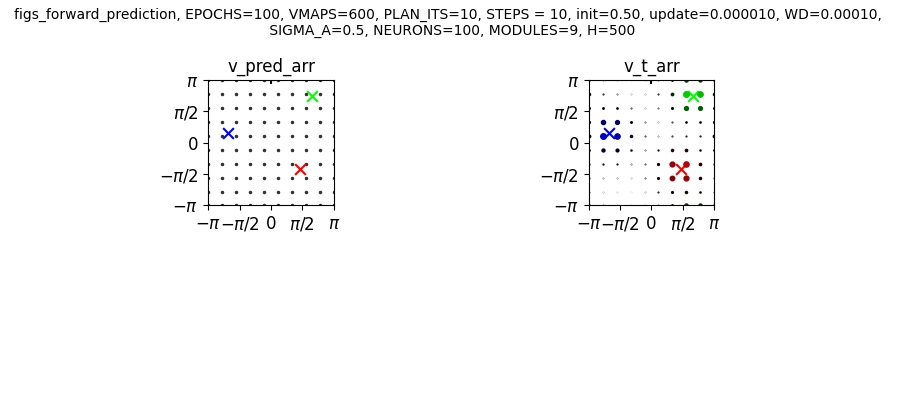 figs_forward_prediction, EPOCHS=100, VMAPS=600, PLAN_ITS=10, STEPS = 10, init=0.50, update=0.000010, WD=0.00010,
SIGMA_A=0.5, NEURONS=100, MODULES=9, H=500
v_pred_arr
π
π/2
0
−π/2
−π
−π −π/2 0 π/2 π
v_t_arr
π
π/2
0
−π/2
−π
−π −π/2 0 π/2 π